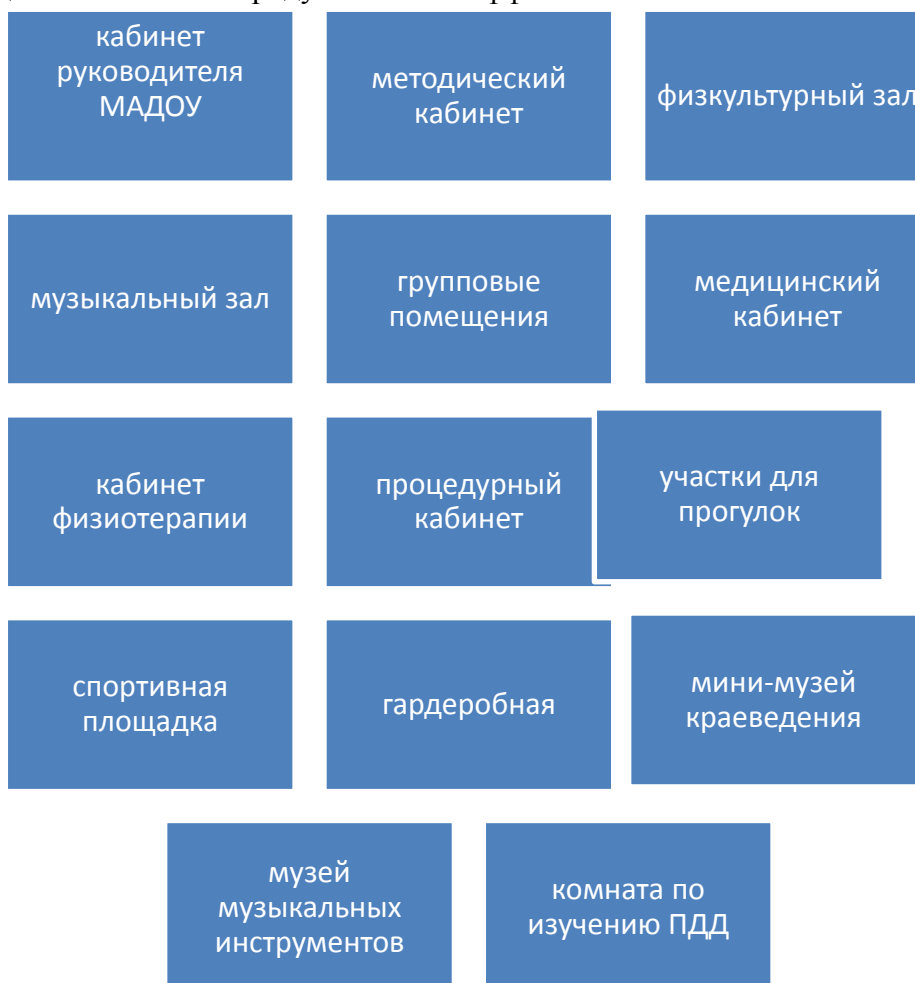 кабинет
руководителя
МАДОУ
методический
кабинет
физкультурный зал
музыкальный зал
групповые
помещения
медицинский
кабинет
кабинет
физиотерапии
процедурный
кабинет
участки для
прогулок
спортивная
площадка
гардеробная
мини-музей
краеведения
музей
музыкальных
инструментов
комната по
изучению ПДД